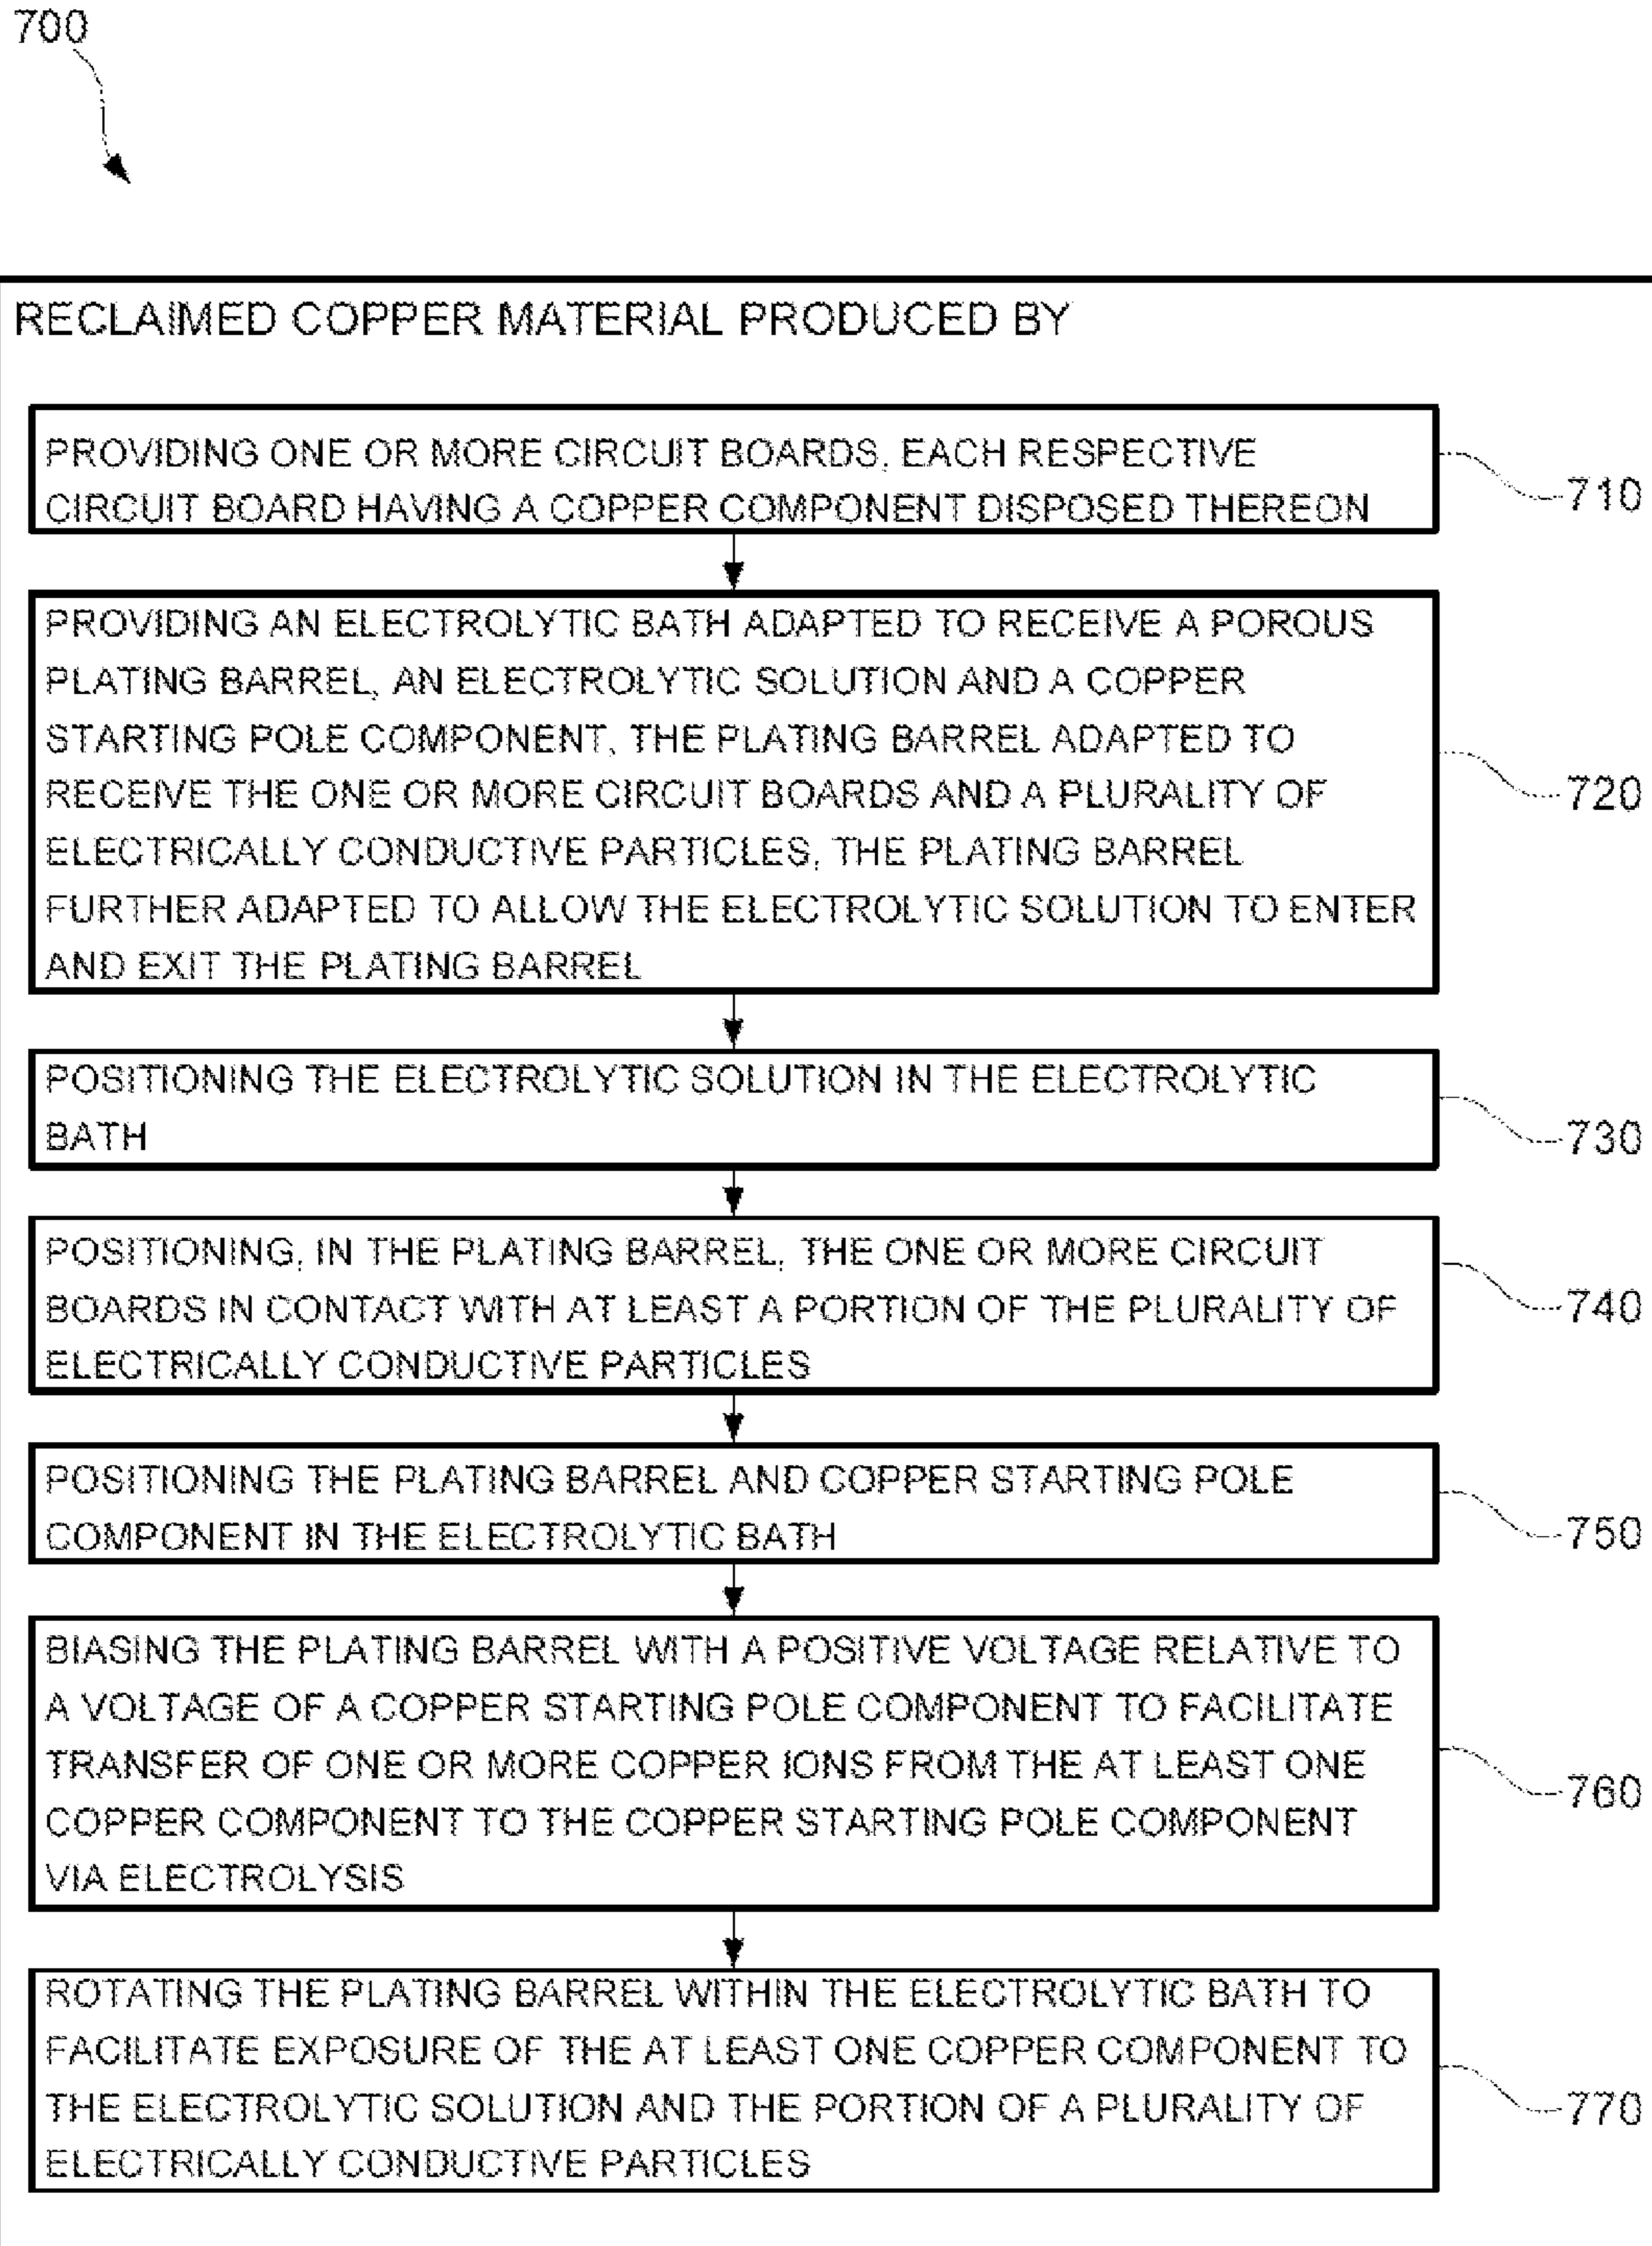 700
RECLAIMED COPPER MATERIAL PRODUCED BY
PROVIDING ONE OR MORE CIRCUIT BOARDS, EACH RESPECTIVE
CIRCUIT BOARD HAVING A COPPER COMPONENT DISPOSED THEREON
710
PROVIDING AN ELECTROLYTIC BATH ADAPTED TO RECEIVE A POROUS
PLATING BARREL, AN ELECTROLYTIC SOLUTION AND A COPPER
STARTING POLE COMPONENT, THE PLATING BARREL ADAPTED TO
RECEIVE THE ONE OR MORE CIRCUIT BOARDS AND A PLURALITY OF
ELECTRICALLY CONDUCTIVE PARTICLES, THE PLATING BARREL
FURTHER ADAPTED TO ALLOW THE ELECTROLYTIC SOLUTION TO ENTER
AND EXIT THE PLATING BARREL
720
POSITIONING THE ELECTROLYTIC SOLUTION IN THE ELECTROLYTIC
BATH
730
POSITIONING, IN THE PLATING BARREL, THE ONE OR MORE CIRCUIT
BOARDS IN CONTACT WITH AT LEAST A PORTION OF THE PLURALITY OF
ELECTRICALLY CONDUCTIVE PARTICLES
740
POSITIONING THE PLATING BARREL AND COPPER STARTING POLE
COMPONENT IN THE ELECTROLYTIC BATH
750
BIASING THE PLATING BARREL WITH A POSITIVE VOLTAGE RELATIVE TO
A VOLTAGE OF A COPPER STARTING POLE COMPONENT TO FACILITATE
TRANSFER OF ONE OR MORE COPPER IONS FROM THE AT LEAST ONE
COPPER COMPONENT TO THE COPPER STARTING POLE COMPONENT
VIA ELECTROLYSIS
760
ROTATING THE PLATING BARREL WITHIN THE ELECTROLYTIC BATH TO
FACILITATE EXPOSURE OF THE AT LEAST ONE COPPER COMPONENT TO
THE ELECTROLYTIC SOLUTION AND THE PORTION OF A PLURALITY OF
ELECTRICALLY CONDUCTIVE PARTICLES
770